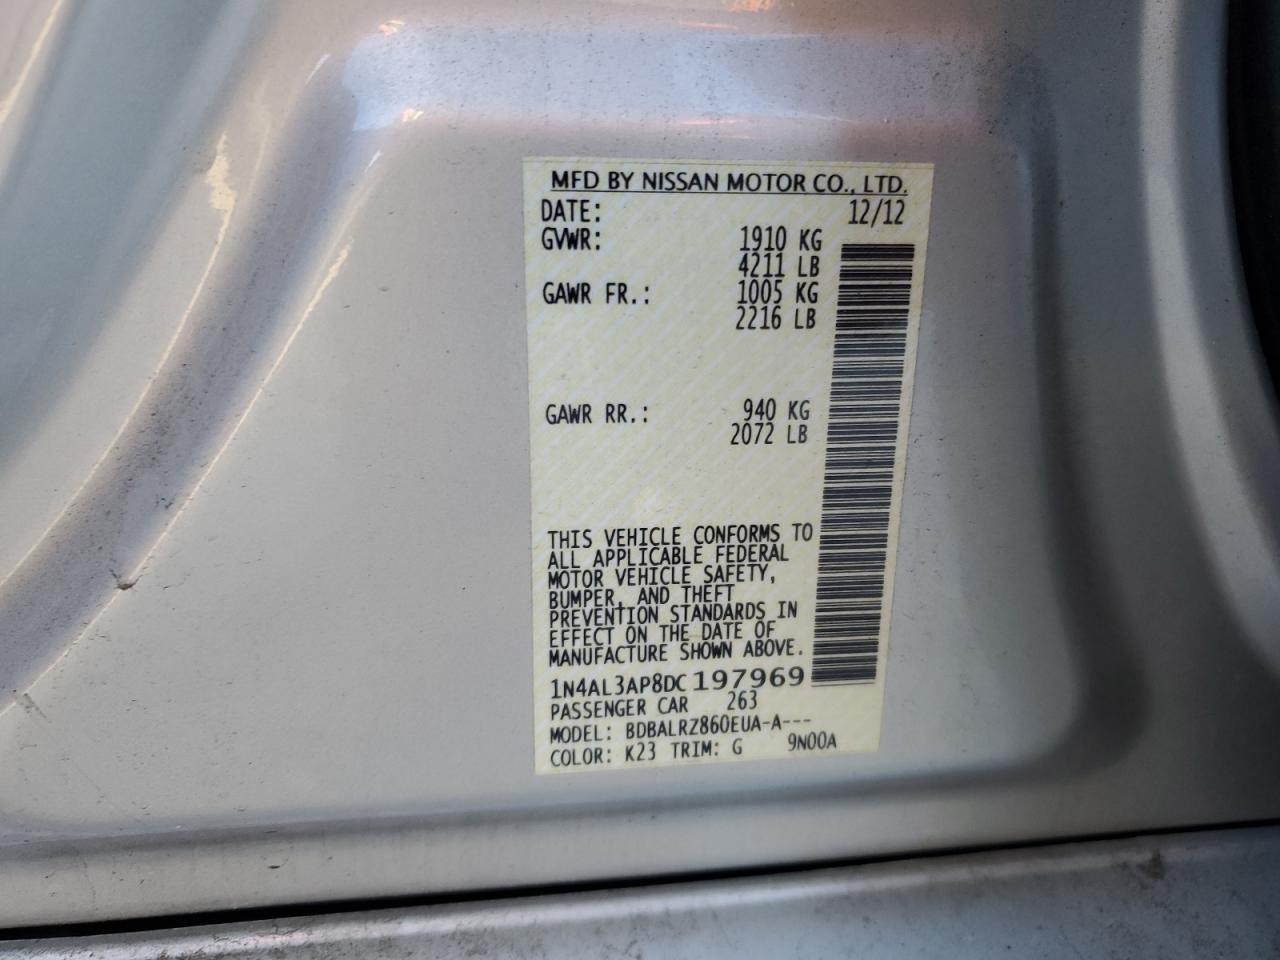 MFD BY NISSAN MOTOR CO., LTD.
DATE: 12/12
GVWR: 1910 KG
4211 LB
GAWR FR.: 1005 KG
2216 LB
GAWR RR.: 940 KG
2072 LB
THIS VEHICLE CONFORMS TO
ALL APPLICABLE FEDERAL
MOTOR VEHICLE SAFETY,
BUMPER, AND THEFT
PREVENTION STANDARDS IN
EFFECT ON THE DATE OF
MANUFACTURE SHOWN ABOVE.
1N4AL3AP8DC197969
PASSENGER CAR 263
MODEL: BDBALRZ860EUA-A---
COLOR: K23 TRIM: G 9N00A